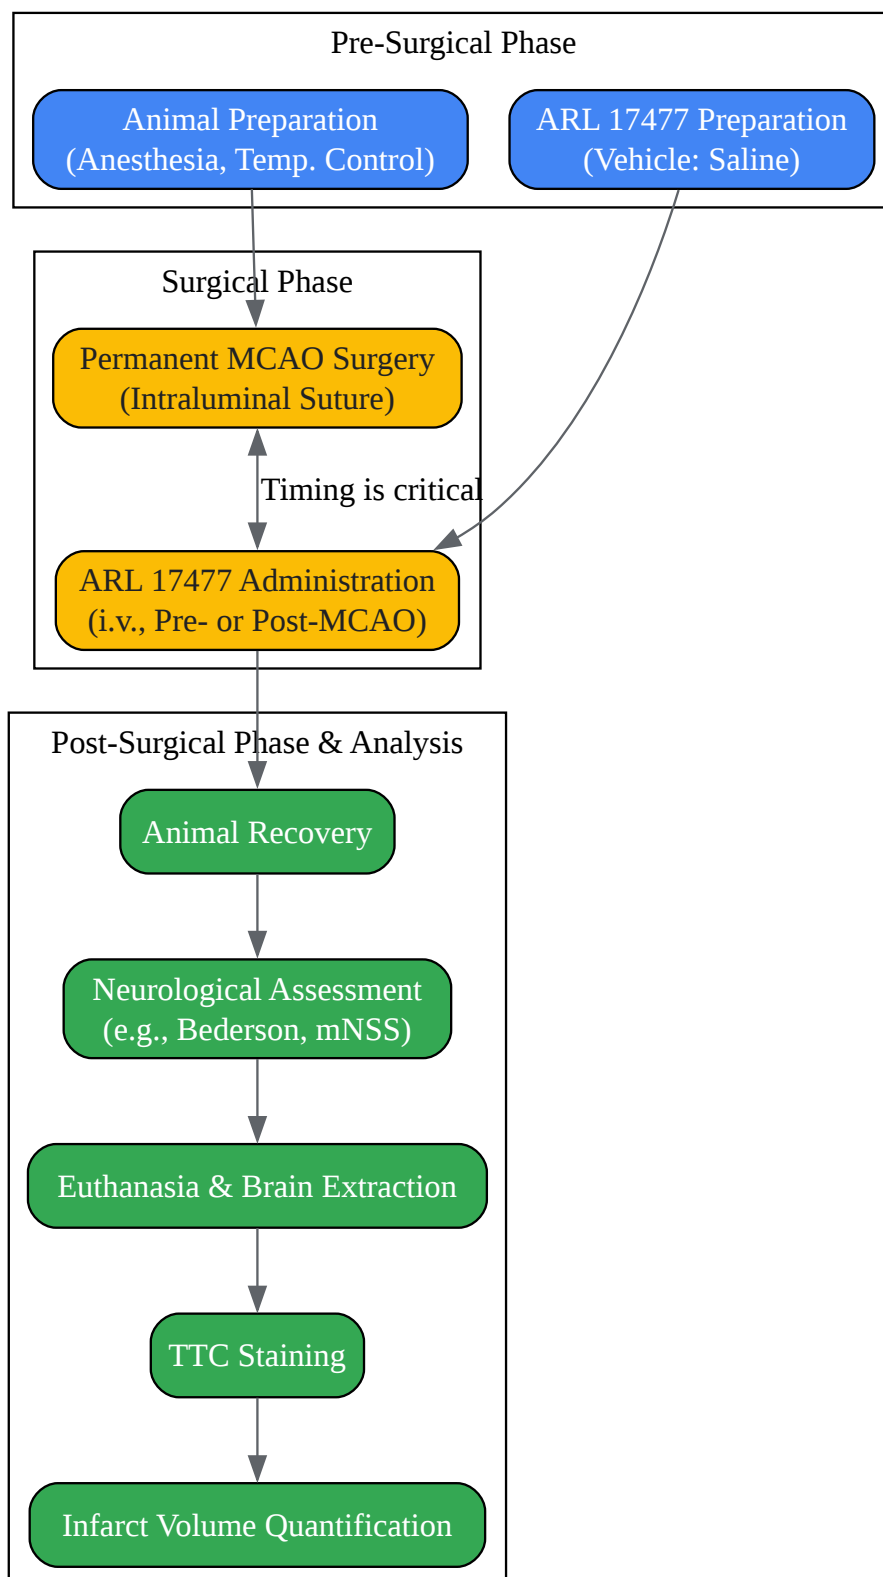 Pre-Surgical Phase
Animal Preparation
(Anesthesia, Temp. Control)
ARL 17477 Preparation
(Vehicle: Saline)
Surgical Phase
Permanent MCAO Surgery
(Intraluminal Suture)
Timing is critical
ARL 17477 Administration
(i.v., Pre- or Post-MCAO)
Post-Surgical Phase & Analysis
Animal Recovery
Neurological Assessment
(e.g., Bederson, mNSS)
Euthanasia & Brain Extraction
TTC Staining
Infarct Volume Quantification